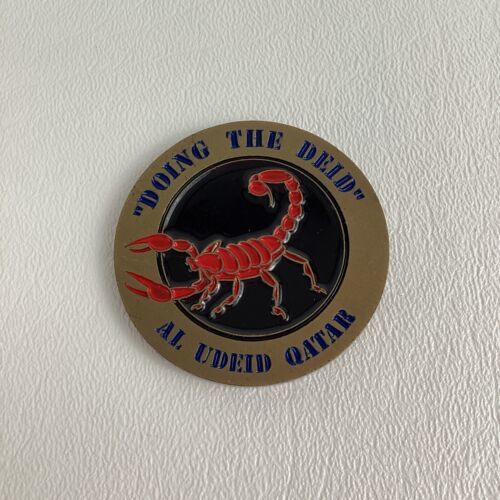 "DOING THE DEID"
AL UDEID QATAR